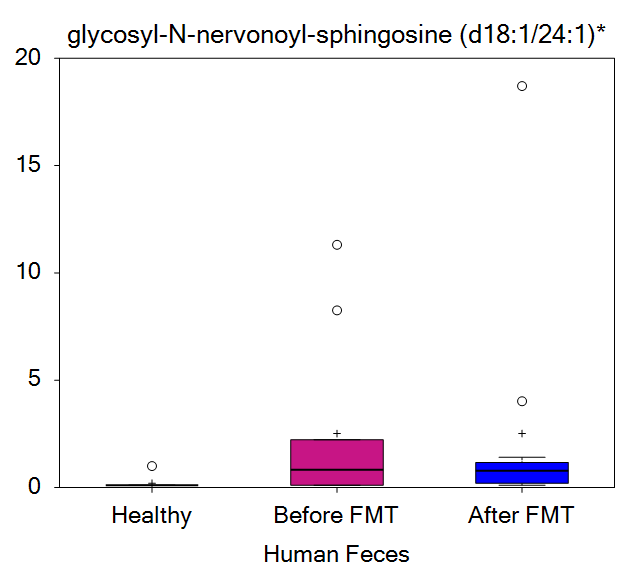 glycosyl-N-nervonoyl-sphingosine (d18:1/24:1)*
20
15
10
5
0
Healthy Before FMT After FMT
Human Feces